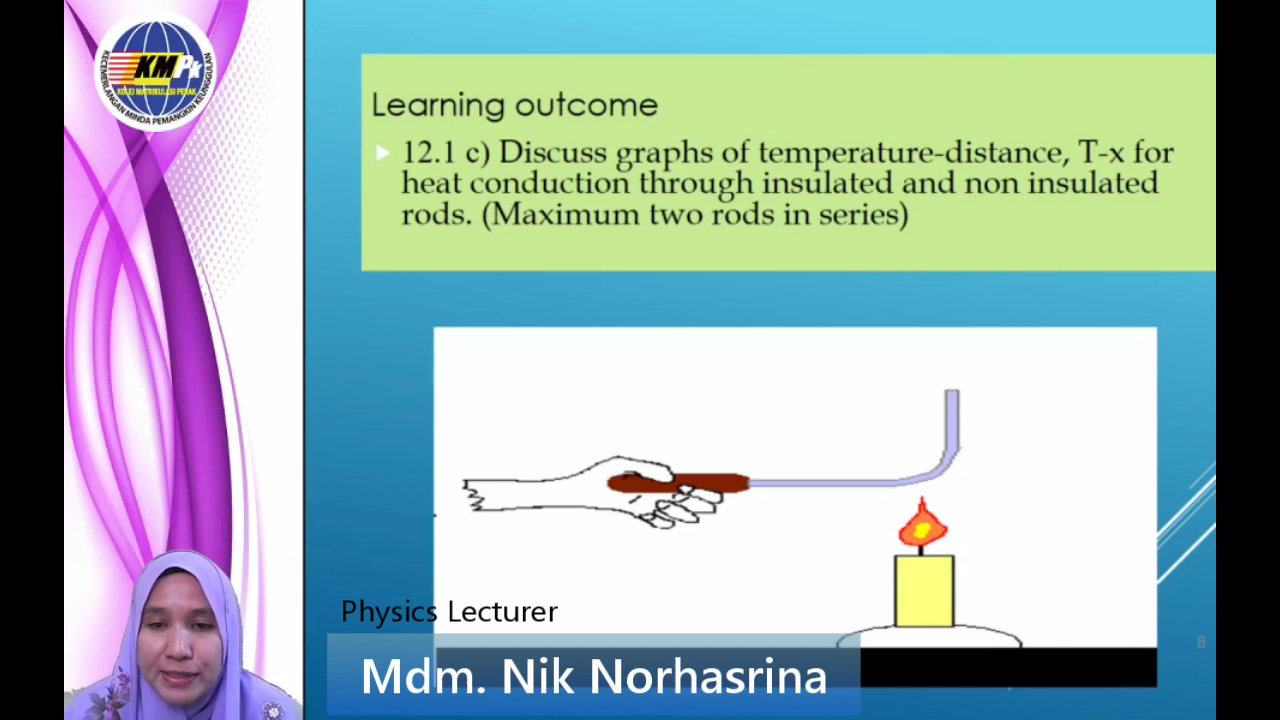 KMPk
KOLEJ MATRIKULASI PERAK
KECEMERLANGAN MINDA PEMANGKIN KEUNGGULAN
Learning outcome
12.1 c) Discuss graphs of temperature-distance, T-x for
heat conduction through insulated and non insulated
rods. (Maximum two rods in series)
Physics Lecturer
Mdm. Nik Norhasrina
8